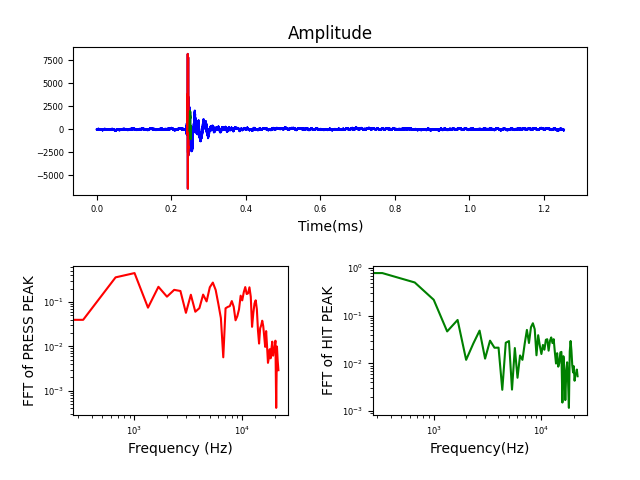 Amplitude
7500
5000
2500
0
−2500
−5000
0.0 0.2 0.4 0.6 0.8 1.0 1.2
Time(ms)
FFT of PRESS PEAK
10⁻¹
10⁻²
10⁻³
10³ 10⁴
Frequency (Hz)
FFT of HIT PEAK
10⁰
10⁻¹
10⁻²
10⁻³
10³ 10⁴
Frequency(Hz)